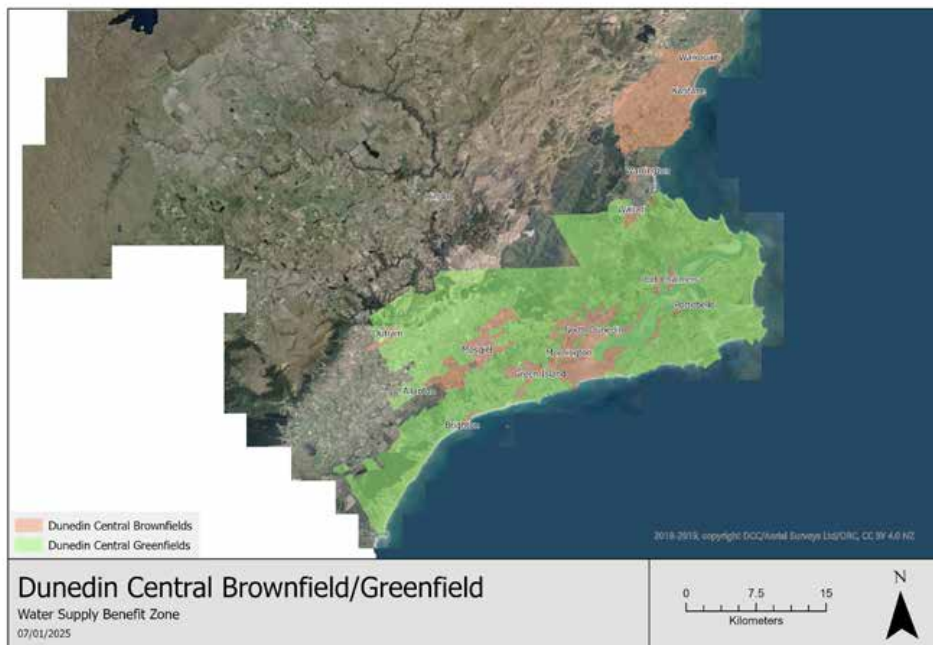 Waikouaiti
Karitane
Warrington
Waitati
Port Chalmers
Portobello
Outram
North Dunedin
Mosgiel
Mornington
Green Island
Allanton
Brighton
Dunedin Central Brownfields
Dunedin Central Greenfields
2018-2019, copyright DCC/Aerial Surveys Ltd/ORC, CC BY 4.0 NZ
Dunedin Central Brownfield/Greenfield
Water Supply Benefit Zone
07/01/2025
0 7.5 15
Kilometers
N